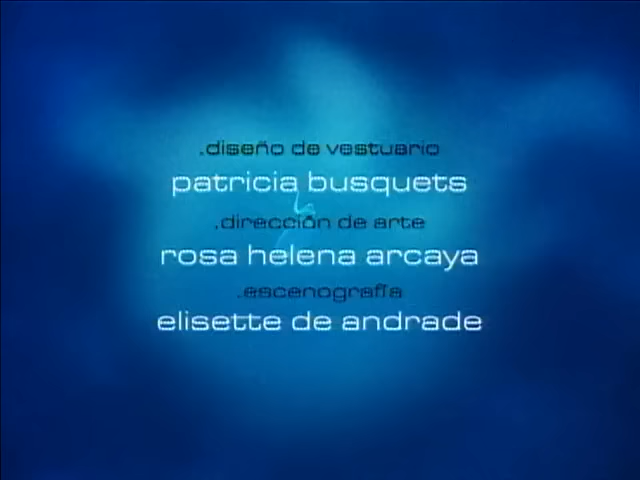 .diseño de vestuario
patricia busquets
.dirección de arte
rosa helena arcaya
.escenografía
elisette de andrade